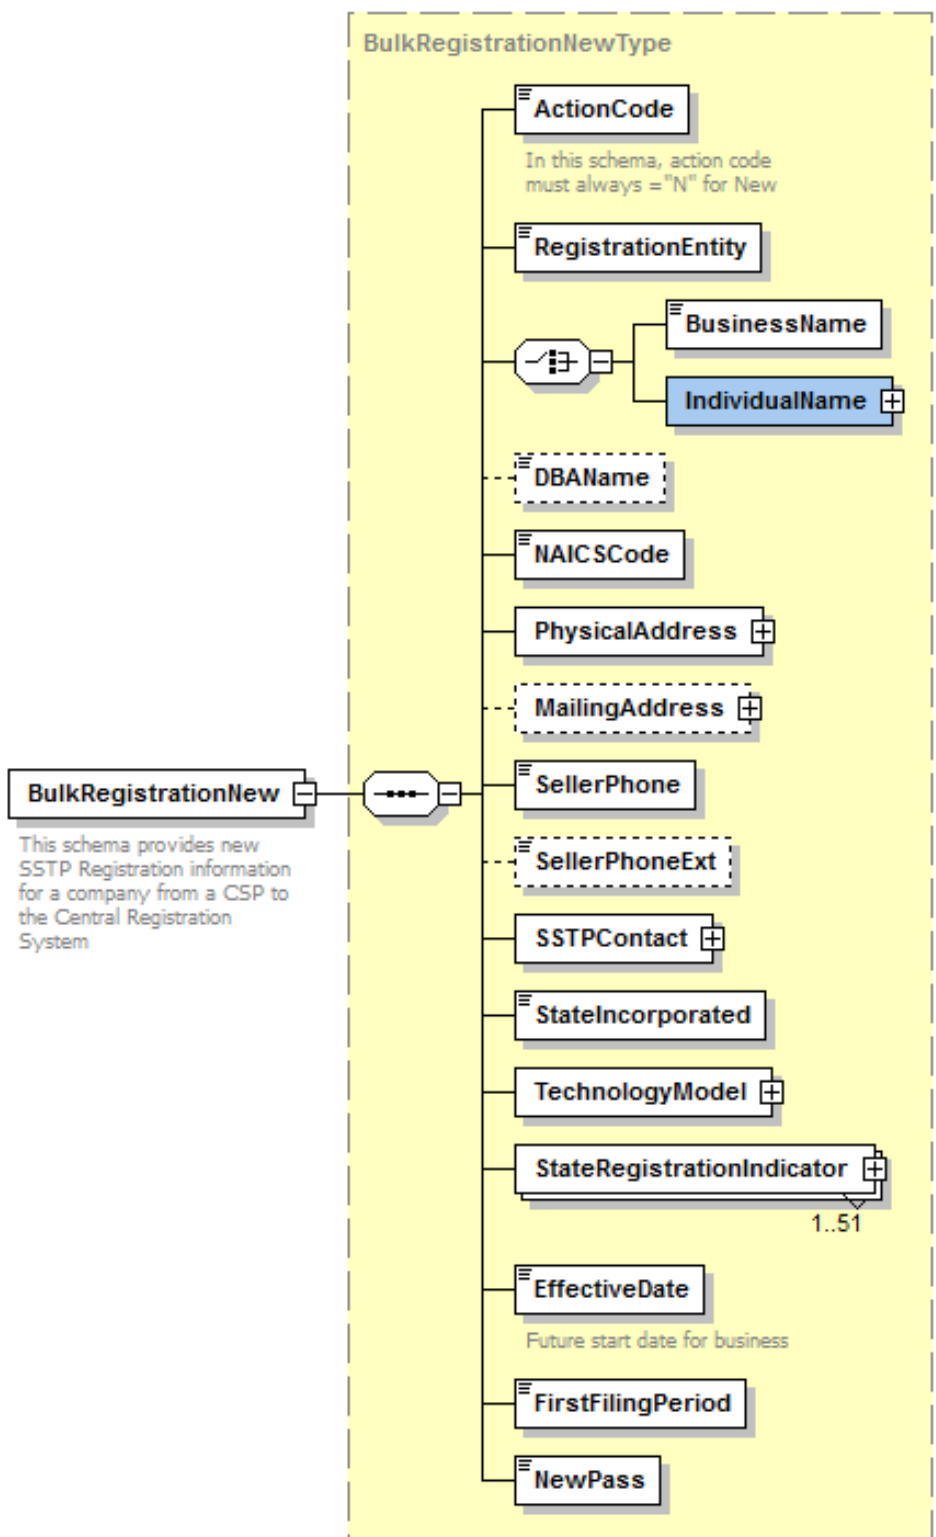 BulkRegistrationNewType
ActionCode
In this schema, action code
must always ="N" for New
RegistrationEntity
BusinessName
IndividualName
DBAName
NAICSCode
PhysicalAddress
MailingAddress
SellerPhone
BulkRegistrationNew
This schema provides new
SSTP Registration information
for a company from a CSP to
the Central Registration
System
SellerPhoneExt
SSTPContact
StateIncorporated
TechnologyModel
StateRegistrationIndicator
1..51
EffectiveDate
Future start date for business
FirstFilingPeriod
NewPass